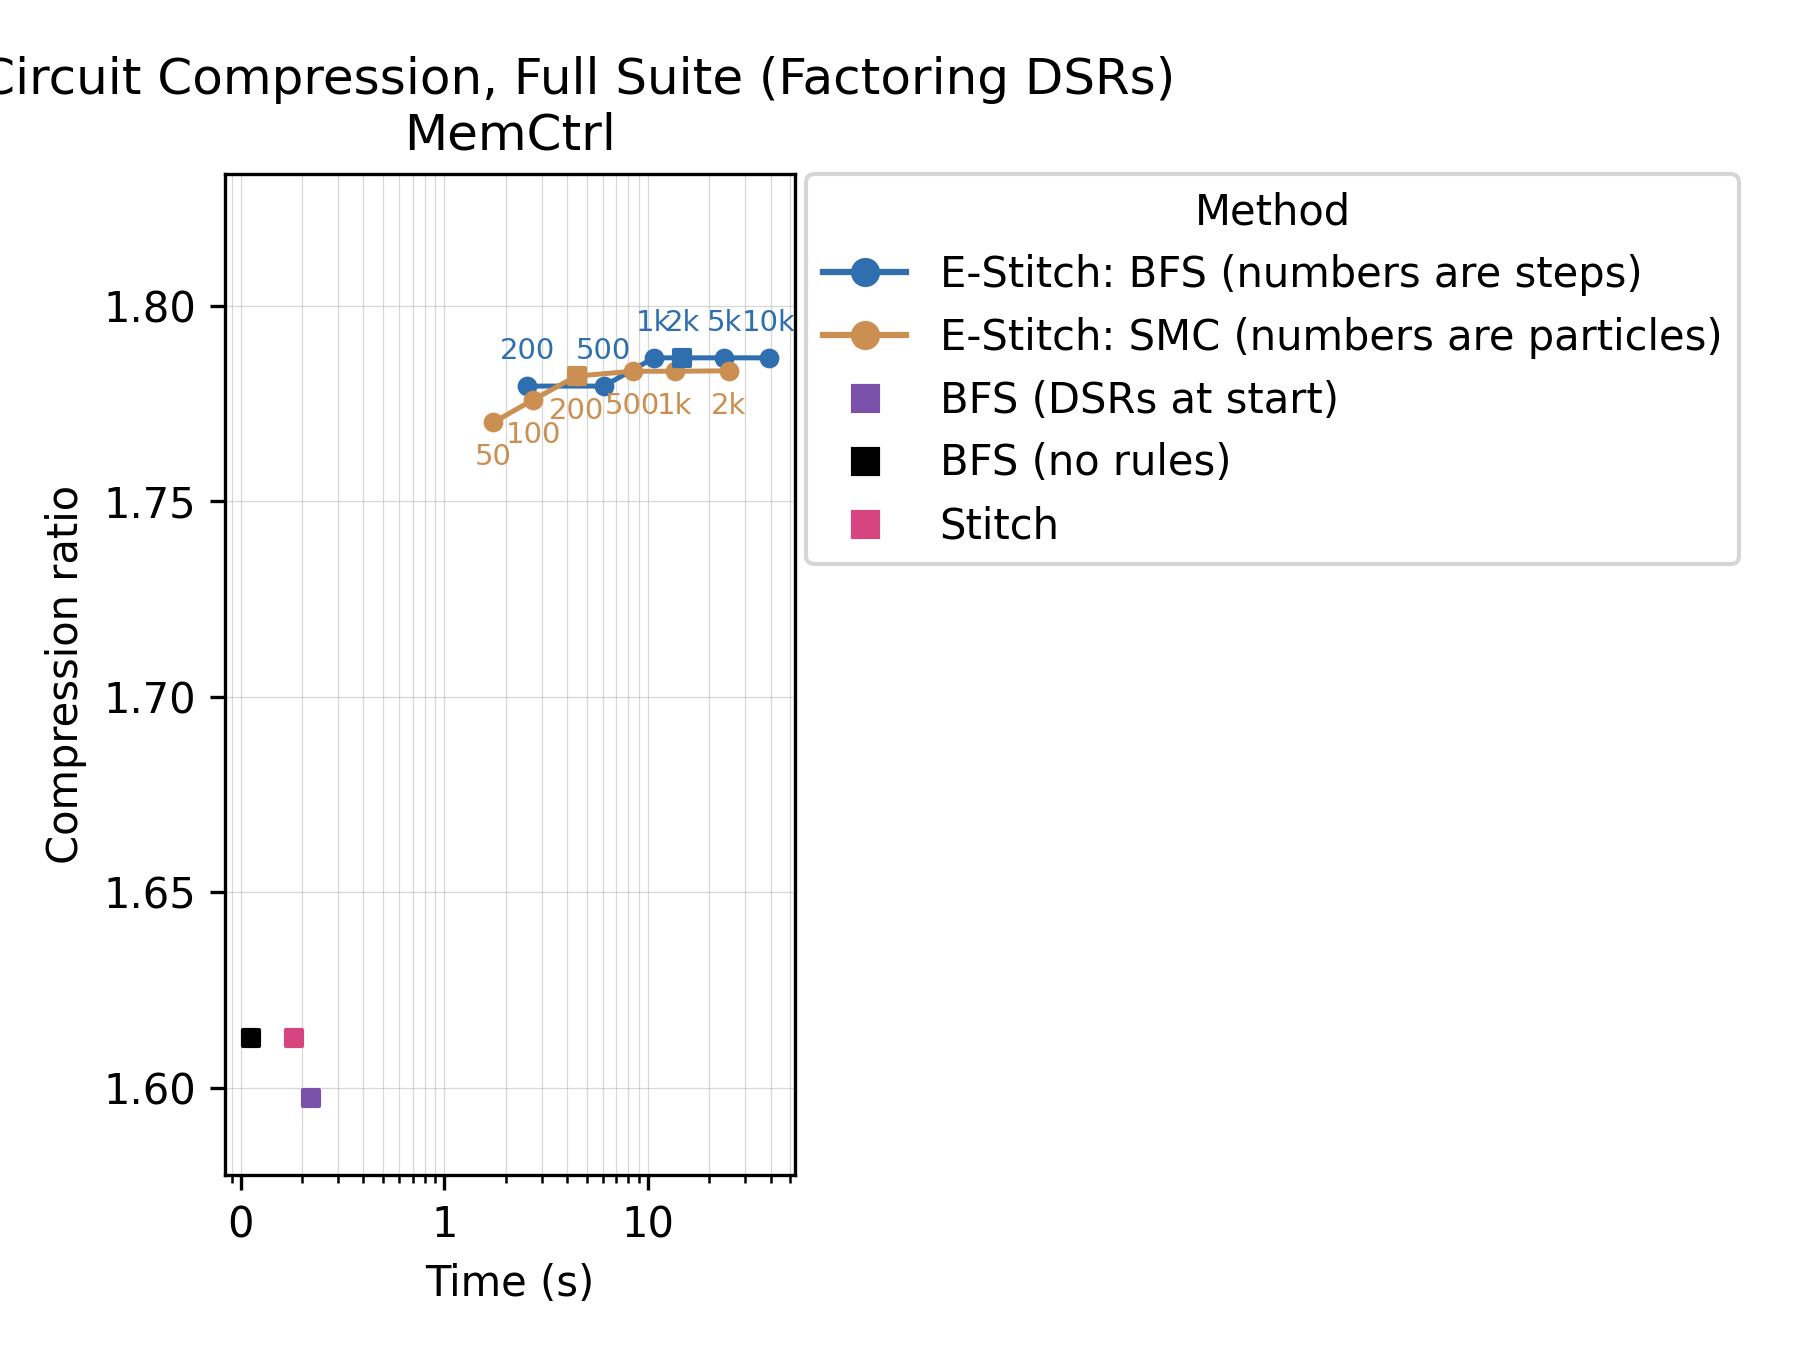 Circuit Compression, Full Suite (Factoring DSRs)
MemCtrl
Method
E-Stitch: BFS (numbers are steps)
E-Stitch: SMC (numbers are particles)
BFS (DSRs at start)
BFS (no rules)
Stitch
Compression ratio
1.80
1.75
1.70
1.65
1.60
200 500 1k 2k 5k 10k
50 100 200 500 1k 2k
0 1 10
Time (s)